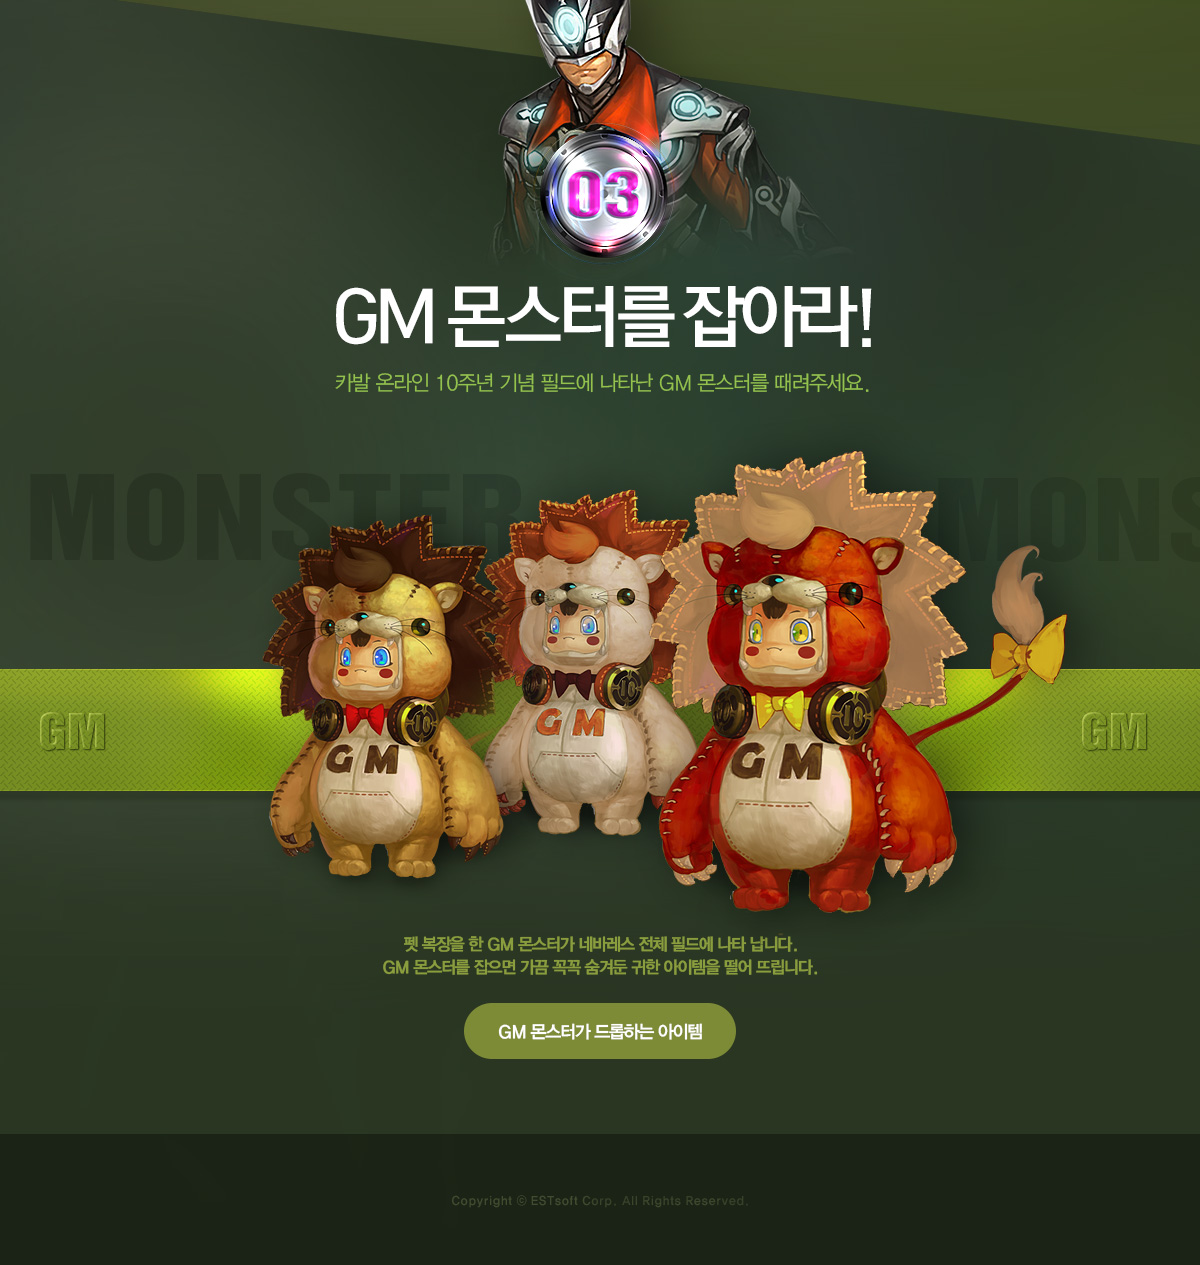 03
GM 몬스터를 잡아라!
카발 온라인 10주년 기념 필드에 나타난 GM 몬스터를 때려주세요.
MONSTER
MONS
GM
10
GM
10
GM
10
GM
GM
펫 복장을 한 GM 몬스터가 네바레스 전체 필드에 나타 납니다.
GM 몬스터를 잡으면 가끔 꼭꼭 숨겨둔 귀한 아이템을 떨어 뜨립니다.
GM 몬스터가 드롭하는 아이템
Copyright © ESTsoft Corp. All Rights Reserved.